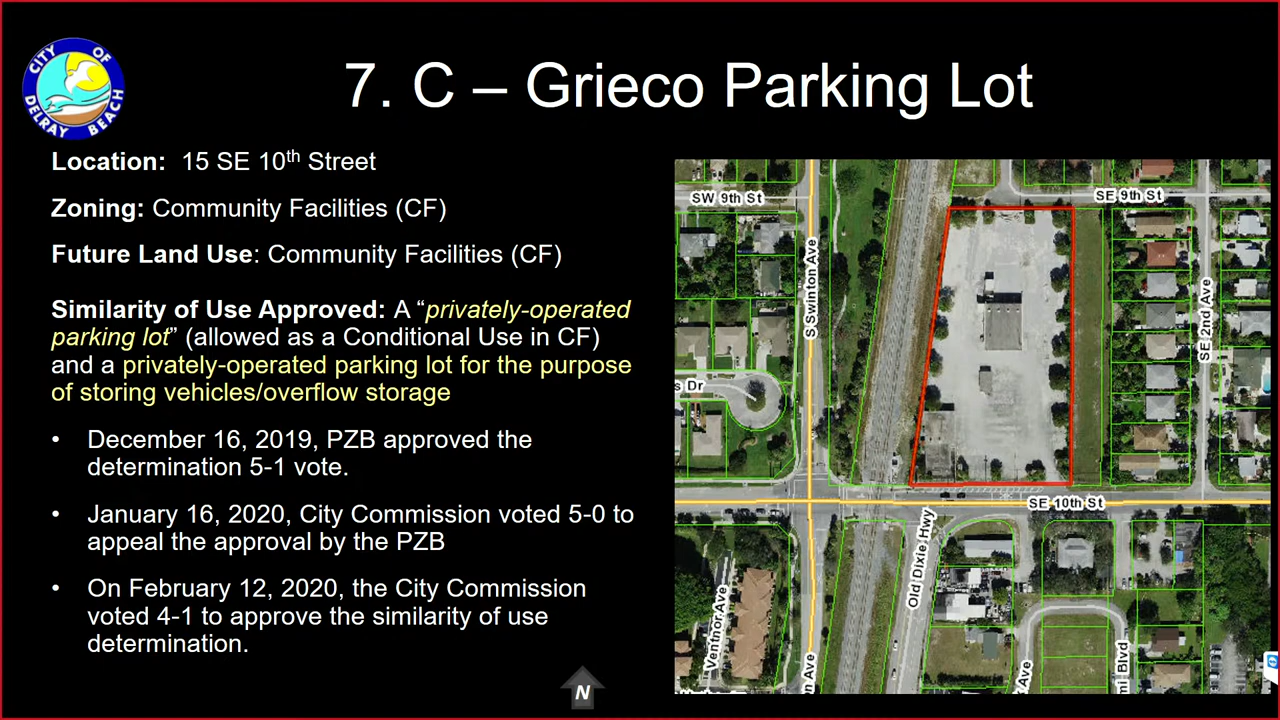 CITY OF
DELRAY BEACH
7. C – Grieco Parking Lot
Location: 15 SE 10th Street
Zoning: Community Facilities (CF)
Future Land Use: Community Facilities (CF)
Similarity of Use Approved: A “privately-operated
parking lot” (allowed as a Conditional Use in CF)
and a privately-operated parking lot for the purpose
of storing vehicles/overflow storage
• December 16, 2019, PZB approved the
determination 5-1 vote.
• January 16, 2020, City Commission voted 5-0 to
appeal the approval by the PZB
• On February 12, 2020, the City Commission
voted 4-1 to approve the similarity of use
determination.
N
SW 9th St
SE 9th St
S Swinton Ave
SE 2nd Ave
s Dr
SE 10th St
Old Dixie Hwy
Ventnor Ave
n Ave
Ave
mi Blvd